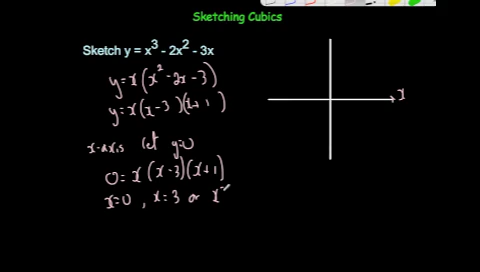 Sketching Cubics
Sketch y = x³ - 2x² - 3x
y = x(x² - 2x - 3)
y = x(x - 3)(x + 1)
x
x-axis let y=0
0 = x(x - 3)(x + 1)
x=0, x=3 or x